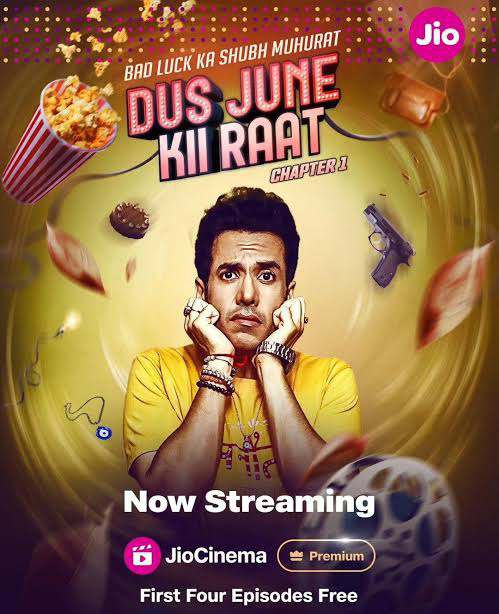 Jio
BAD LUCK KA SHUBH MUHURAT
DUS JUNE
KII RAAT
CHAPTER 1
Now Streaming
JioCinema Premium
First Four Episodes Free